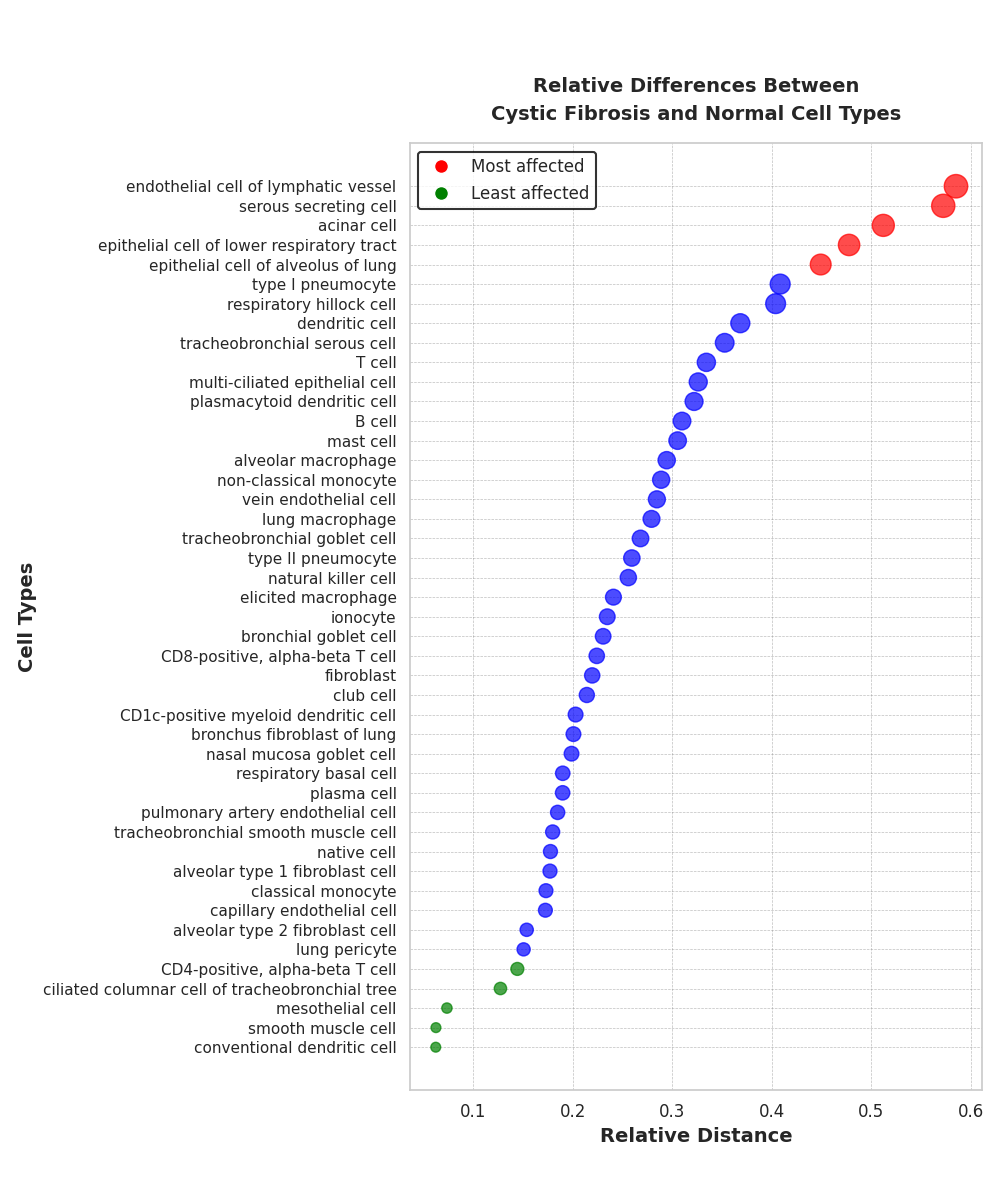 Relative Differences Between
Cystic Fibrosis and Normal Cell Types
Most affected
Least affected
endothelial cell of lymphatic vessel
serous secreting cell
acinar cell
epithelial cell of lower respiratory tract
epithelial cell of alveolus of lung
type I pneumocyte
respiratory hillock cell
dendritic cell
tracheobronchial serous cell
T cell
multi-ciliated epithelial cell
plasmacytoid dendritic cell
B cell
mast cell
alveolar macrophage
non-classical monocyte
vein endothelial cell
lung macrophage
tracheobronchial goblet cell
type II pneumocyte
natural killer cell
elicited macrophage
ionocyte
bronchial goblet cell
CD8-positive, alpha-beta T cell
fibroblast
club cell
CD1c-positive myeloid dendritic cell
bronchus fibroblast of lung
nasal mucosa goblet cell
respiratory basal cell
plasma cell
pulmonary artery endothelial cell
tracheobronchial smooth muscle cell
native cell
alveolar type 1 fibroblast cell
classical monocyte
capillary endothelial cell
alveolar type 2 fibroblast cell
lung pericyte
CD4-positive, alpha-beta T cell
ciliated columnar cell of tracheobronchial tree
mesothelial cell
smooth muscle cell
conventional dendritic cell
Cell Types
0.1 0.2 0.3 0.4 0.5 0.6
Relative Distance